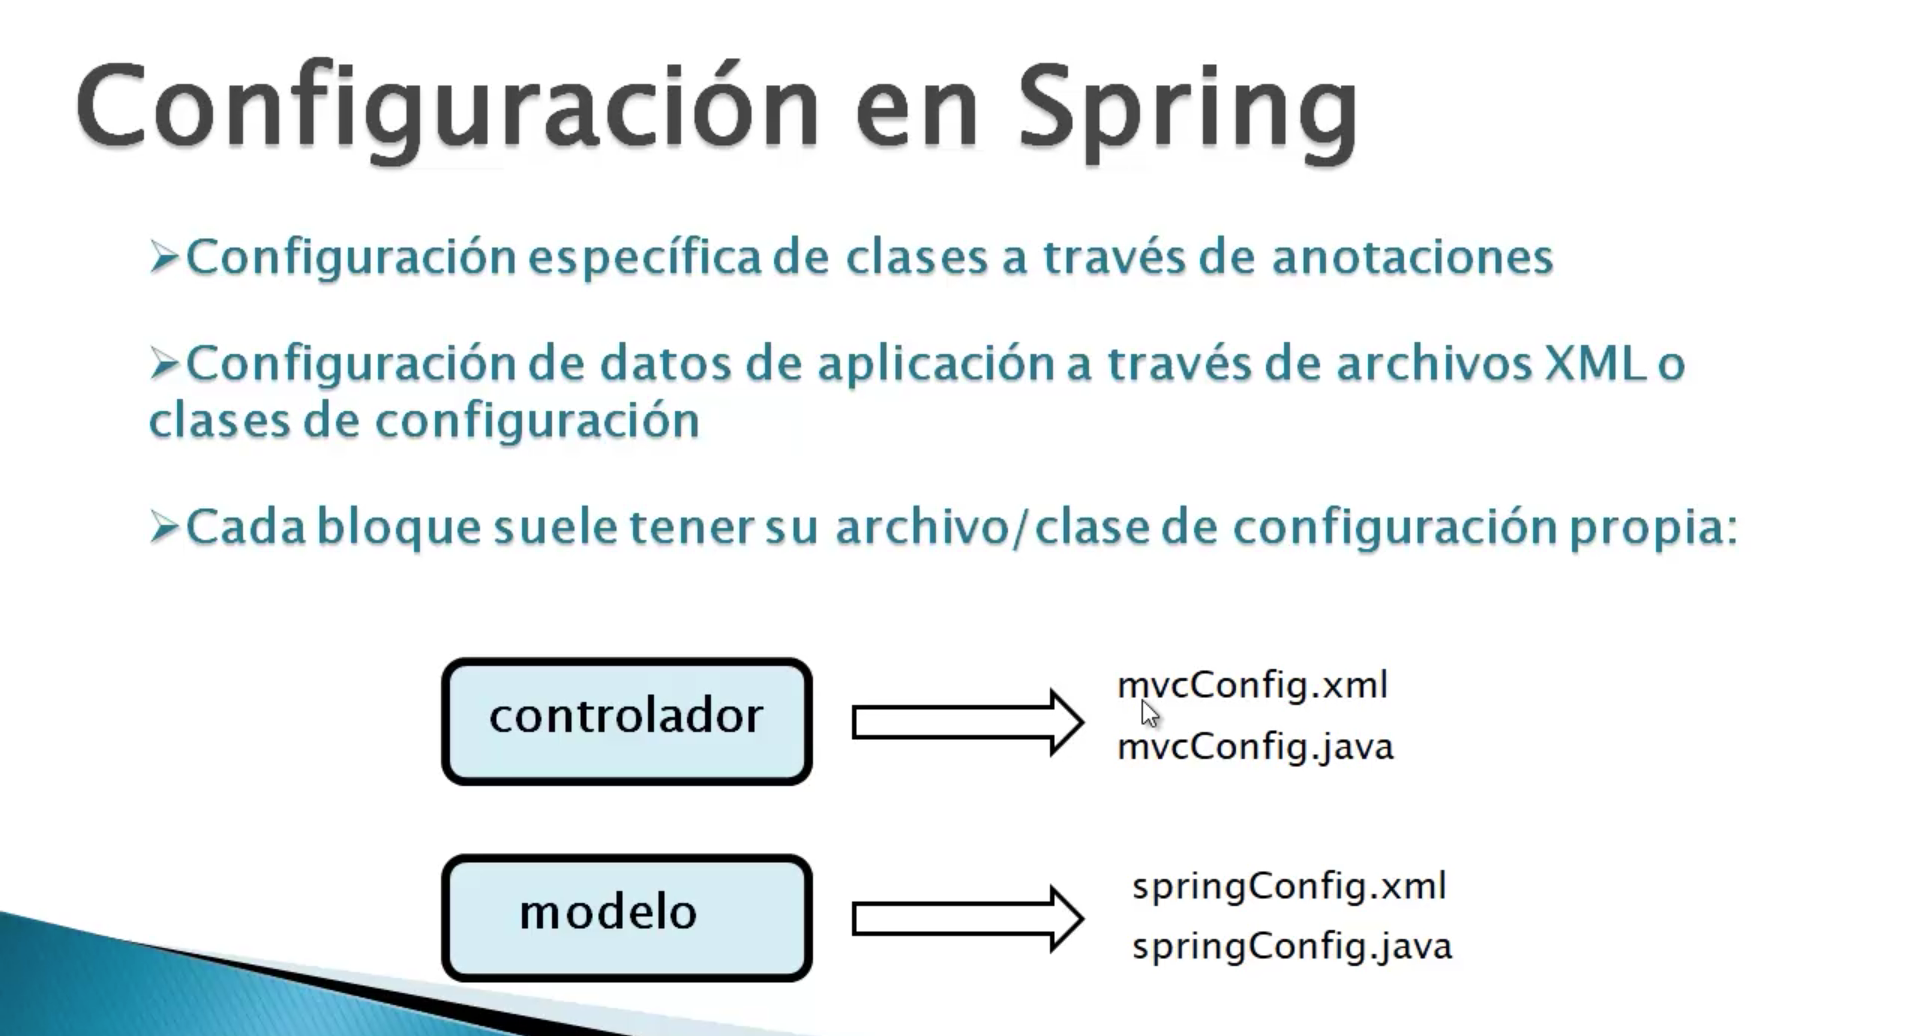 Configuración en Spring
➢Configuración específica de clases a través de anotaciones
➢Configuración de datos de aplicación a través de archivos XML o
clases de configuración
➢Cada bloque suele tener su archivo/clase de configuración propia:
controlador
mvcConfig.xml
mvcConfig.java
modelo
springConfig.xml
springConfig.java